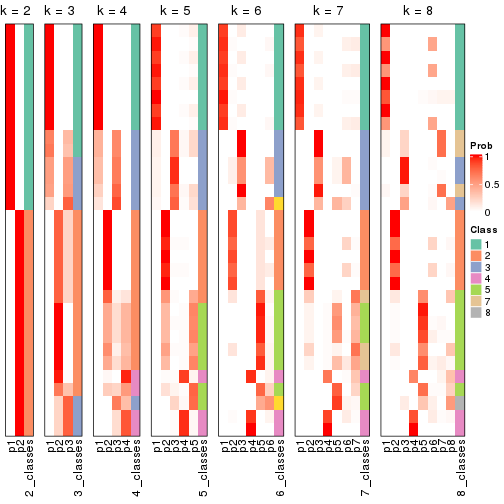 k = 2
k = 3
k = 4
k = 5
k = 6
k = 7
k = 8
Prob
1
0.5
0
Class
1
2
3
4
5
7
8
p1
p2
2_classes
p1
p2
p3
3_classes
p1
p2
p3
p4
4_classes
p1
p2
p3
p4
p5
5_classes
p1
p2
p3
p4
p5
p6
6_classes
p1
p2
p3
p4
p5
p6
p7
7_classes
p1
p2
p3
p4
p5
p6
p7
p8
8_classes